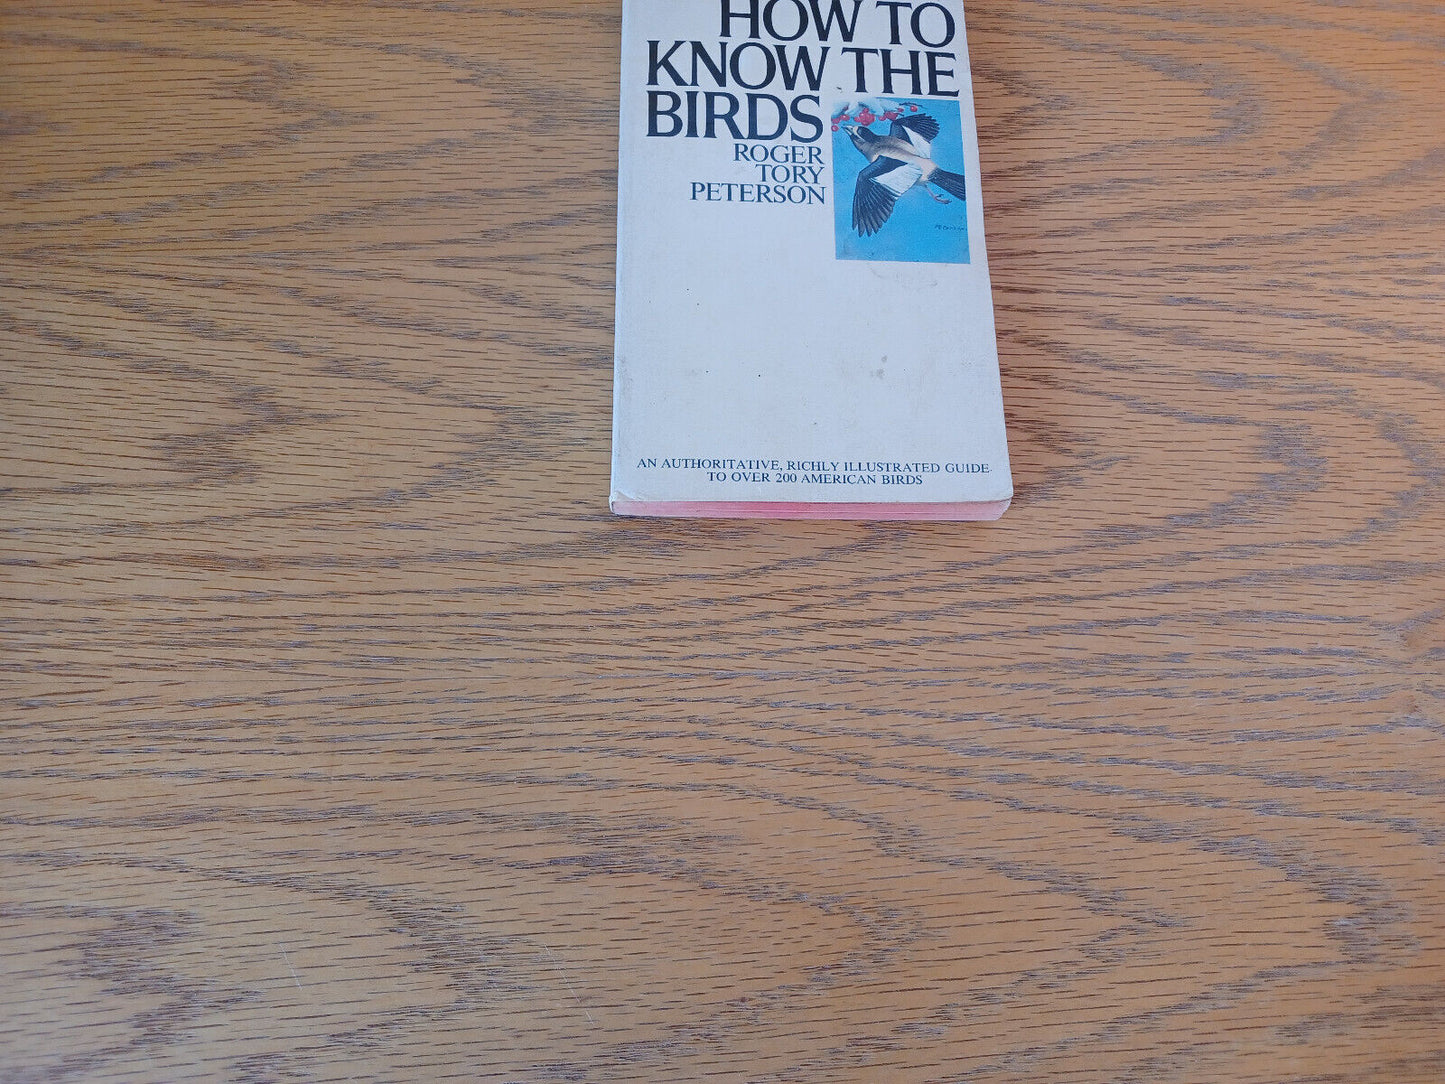 HOW TO
KNOW THE
BIRDS
ROGER
TORY
PETERSON
AN AUTHORITATIVE, RICHLY ILLUSTRATED GUIDE
TO OVER 200 AMERICAN BIRDS